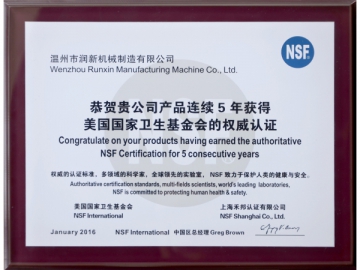 NSF
温州市润新机械制造有限公司
Wenzhou Runxin Manufacturing Machine Co., Ltd.
恭贺贵公司产品连续 5 年获得
美国国家卫生基金会的权威认证
Congratulate on your products having earned the authoritative
NSF Certification for 5 consecutive years
权威的认证标准，多领域的科学家，全球领先的实验室，NSF 致力于保护人类的健康与安全。
Authoritative certification standards, multi-fields scientists, world's leading laboratories,
NSF is committed to protecting human health & safety.
美国国家卫生基金会 上海禾邦认证有限公司
NSF International NSF Shanghai Co., Ltd.
January 2016 NSF International 中国区总经理 Greg Brown